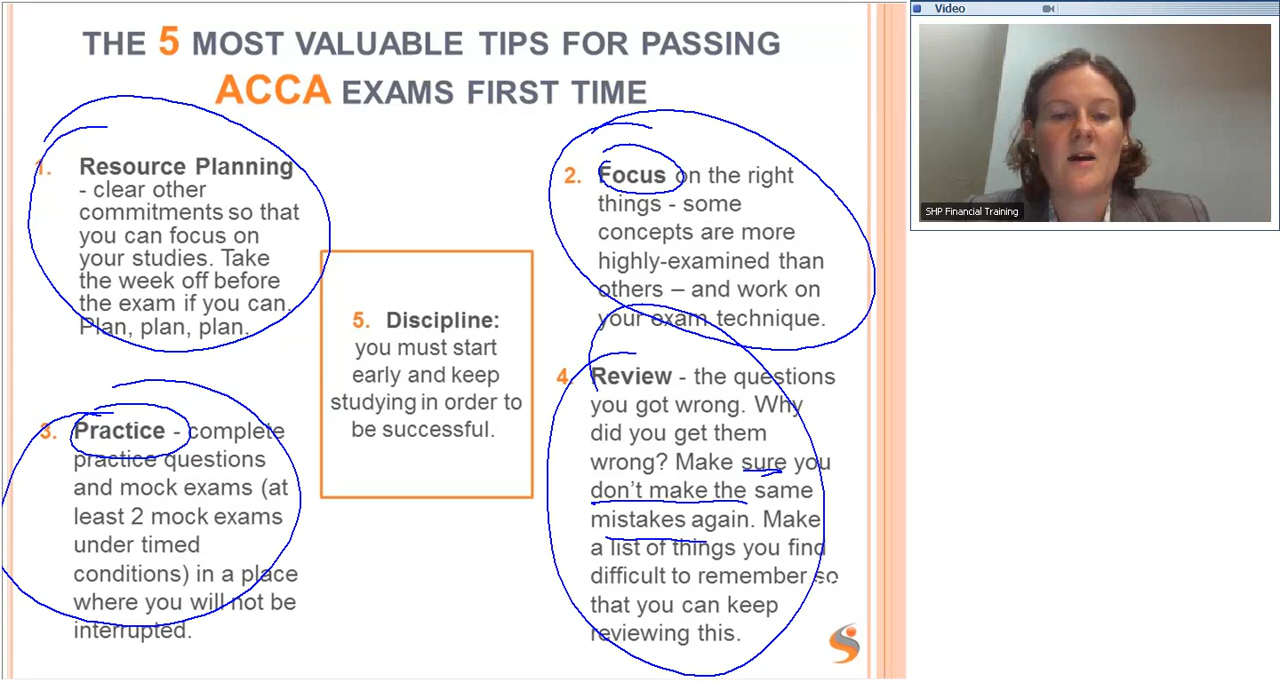 THE 5 MOST VALUABLE TIPS FOR PASSING
ACCA EXAMS FIRST TIME
1. Resource Planning
- clear other
commitments so that
you can focus on
your studies. Take
the week off before
the exam if you can.
Plan, plan, plan.
2. Focus on the right
things - some
concepts are more
highly-examined than
others – and work on
your exam technique.
3. Practice - complete
practice questions
and mock exams (at
least 2 mock exams
under timed
conditions) in a place
where you will not be
interrupted.
4. Review - the questions
you got wrong. Why
did you get them
wrong? Make sure you
don't make the same
mistakes again. Make
a list of things you find
difficult to remember so
that you can keep
reviewing this.
5. Discipline:
you must start
early and keep
studying in order to
be successful.
Video
SHP Financial Training